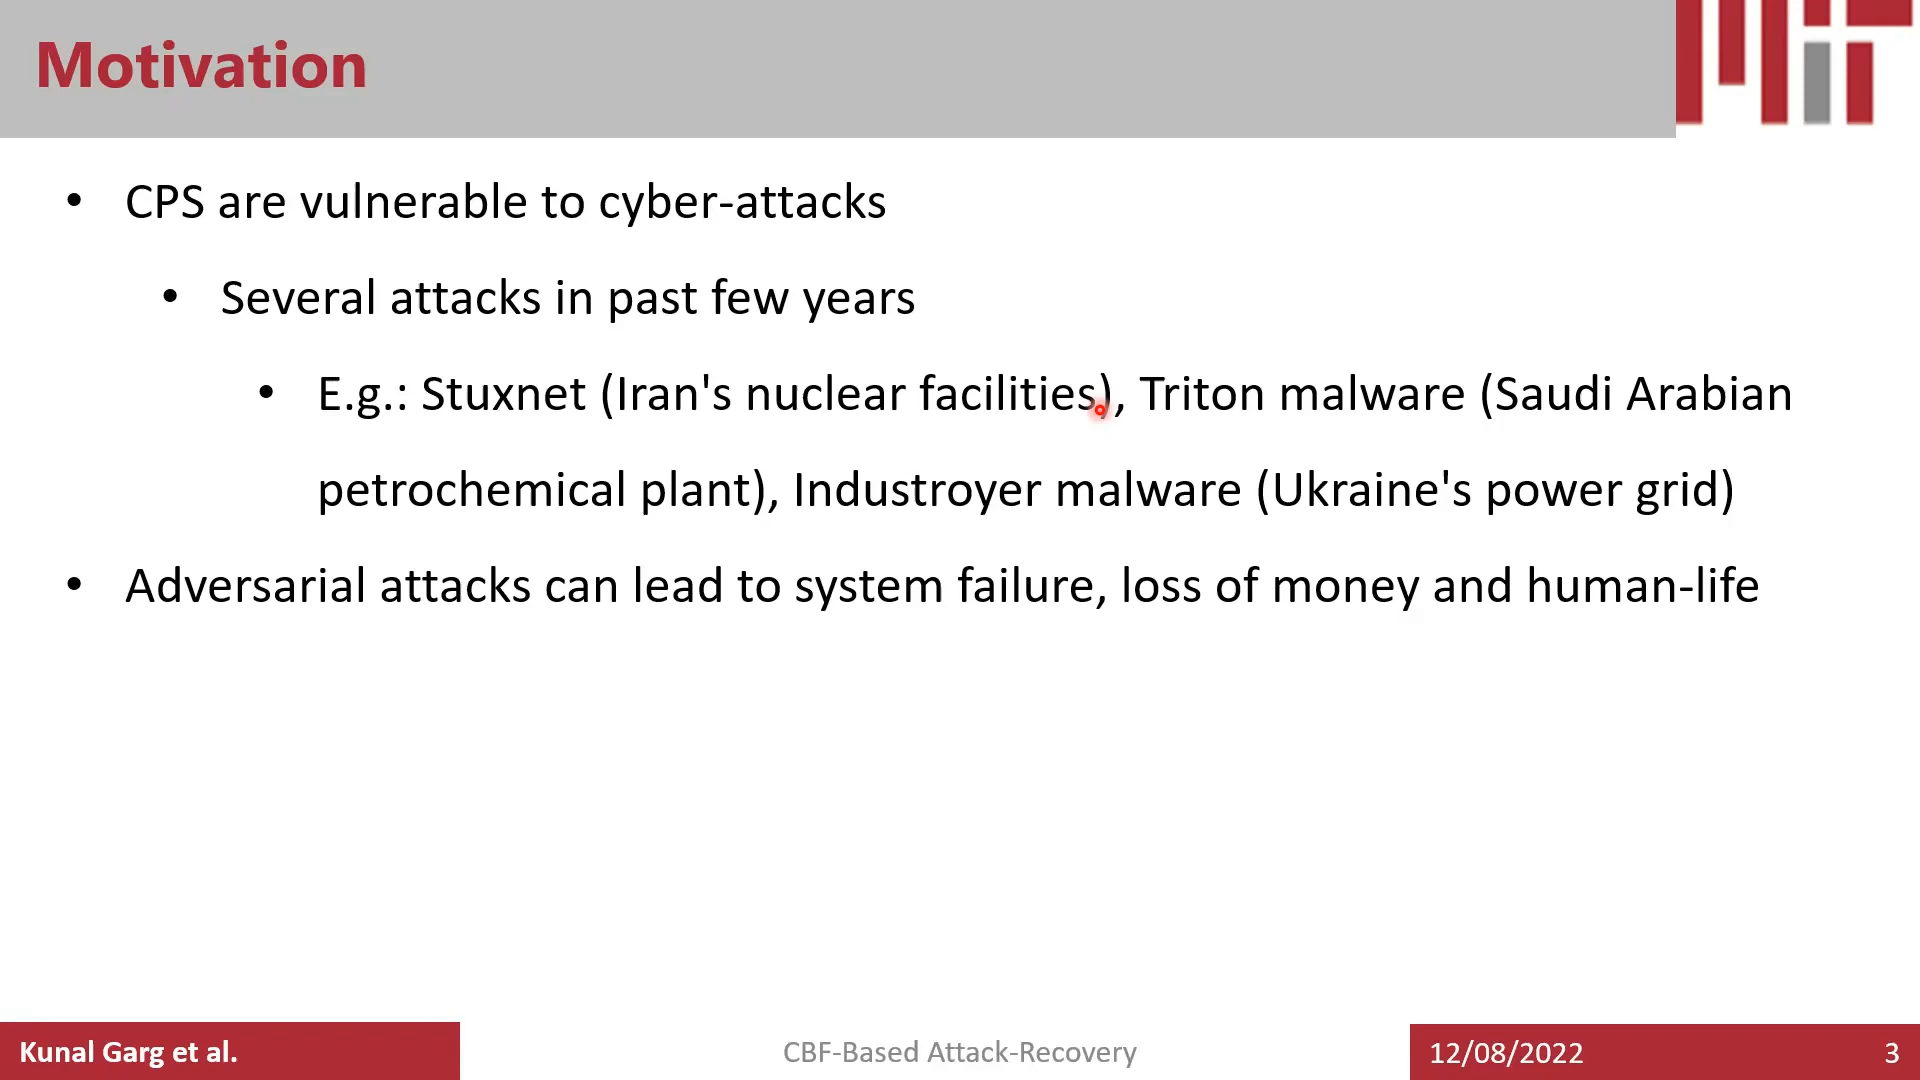 Motivation
• CPS are vulnerable to cyber-attacks
• Several attacks in past few years
• E.g.: Stuxnet (Iran's nuclear facilities), Triton malware (Saudi Arabian
petrochemical plant), Industroyer malware (Ukraine's power grid)
• Adversarial attacks can lead to system failure, loss of money and human-life
Kunal Garg et al.
CBF-Based Attack-Recovery
12/08/2022
3